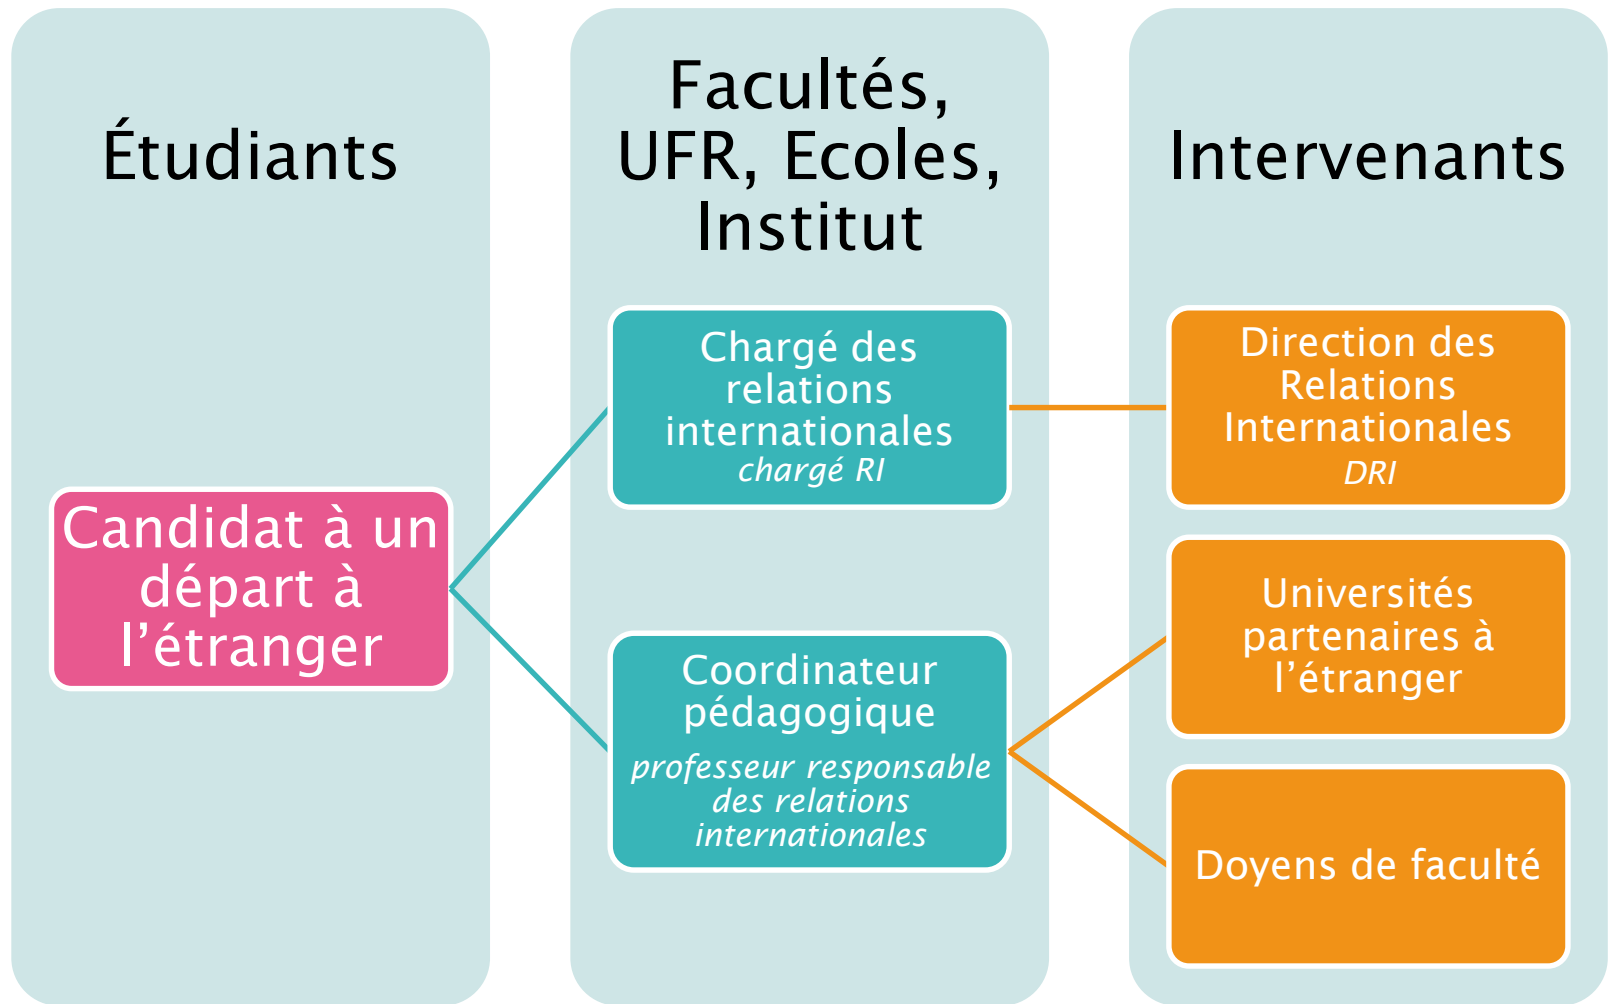 Étudiants
Facultés,
UFR, Ecoles,
Institut
Intervenants
Candidat à un
départ à
l’étranger
Chargé des
relations
internationales
chargé RI
Coordinateur
pédagogique
professeur responsable
des relations
internationales
Direction des
Relations
Internationales
DRI
Universités
partenaires à
l’étranger
Doyens de faculté